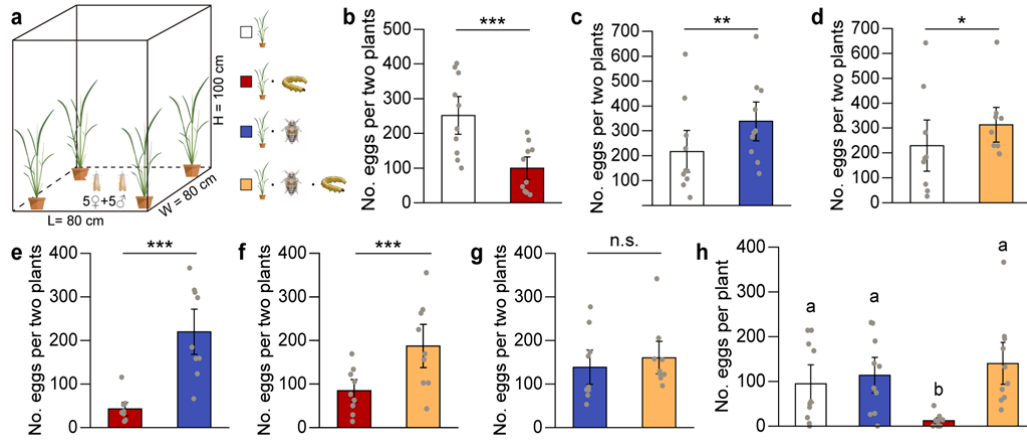 a
H = 100 cm
W = 80 cm
L= 80 cm
5♀+5♂
b
No. eggs per two plants
500
400
300
200
100
0
***
c
No. eggs per two plants
700
600
500
400
300
200
100
**
d
No. eggs per two plants
700
600
500
400
300
200
100
0
*
e
No. eggs per two plants
400
300
200
100
0
***
f
No. eggs per two plants
400
300
200
100
0
***
g
No. eggs per two plants
400
300
200
100
0
n.s.
h
No. eggs per plant
400
300
200
100
0
a
a
b
a